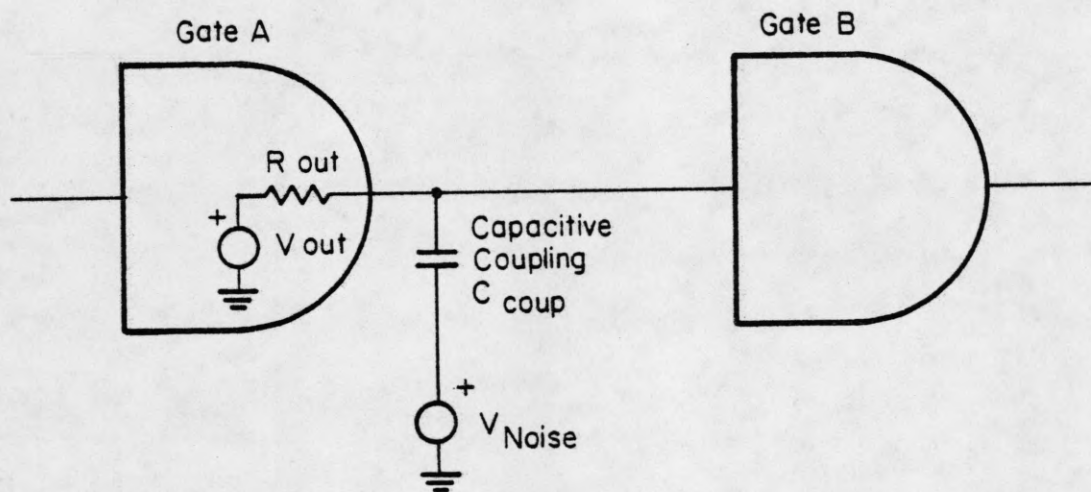 Gate A
Gate B
R out
+
V out
Capacitive
Coupling
C coup
+
V Noise